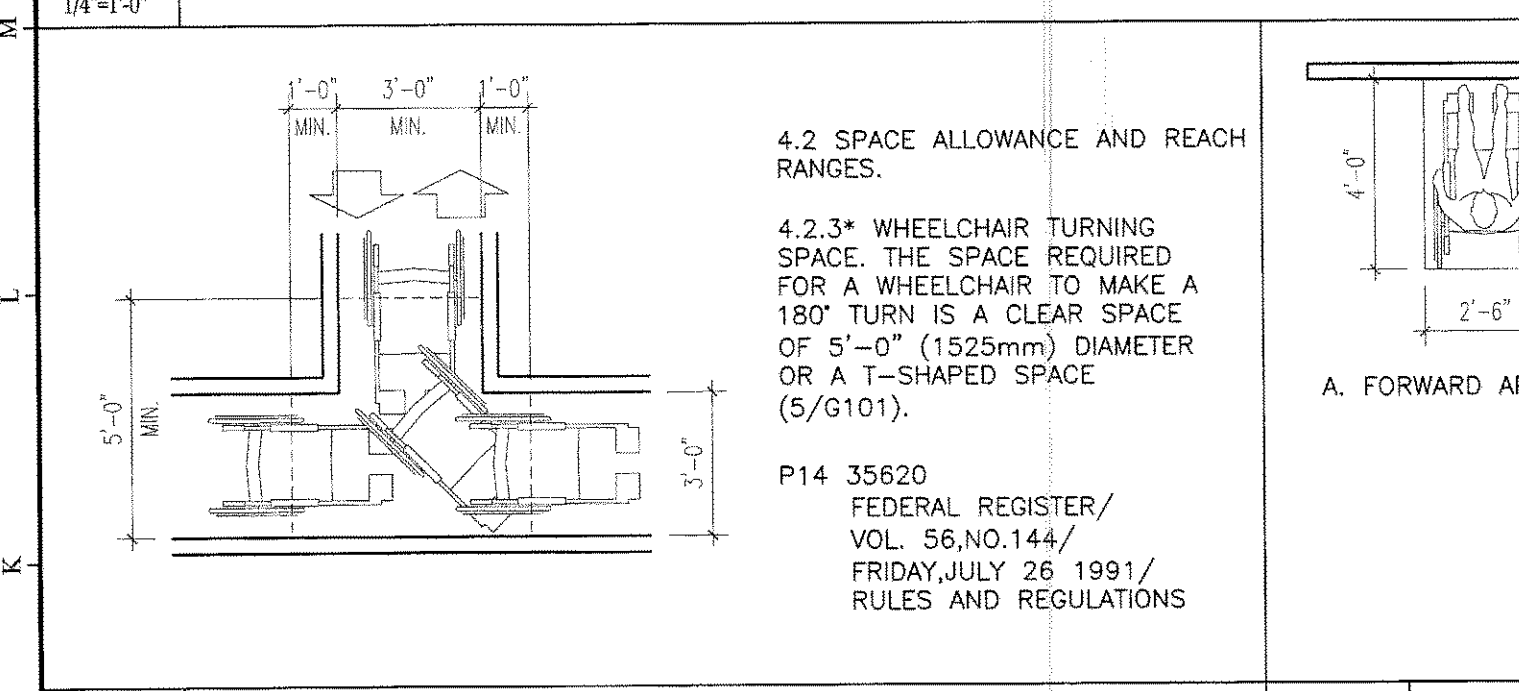 1/4"=1'-0"
M
L
K
1'-0"
3'-0"
1'-0"
MIN.
MIN.
MIN.
5'-0"
MIN.
3'-0"
4.2 SPACE ALLOWANCE AND REACH
RANGES.
4.2.3* WHEELCHAIR TURNING
SPACE. THE SPACE REQUIRED
FOR A WHEELCHAIR TO MAKE A
180° TURN IS A CLEAR SPACE
OF 5'-0" (1525mm) DIAMETER
OR A T-SHAPED SPACE
(5/G101).
P14 35620
FEDERAL REGISTER/
VOL. 56,NO.144/
FRIDAY,JULY 26 1991/
RULES AND REGULATIONS
4'-0"
2'-6"
A. FORWARD